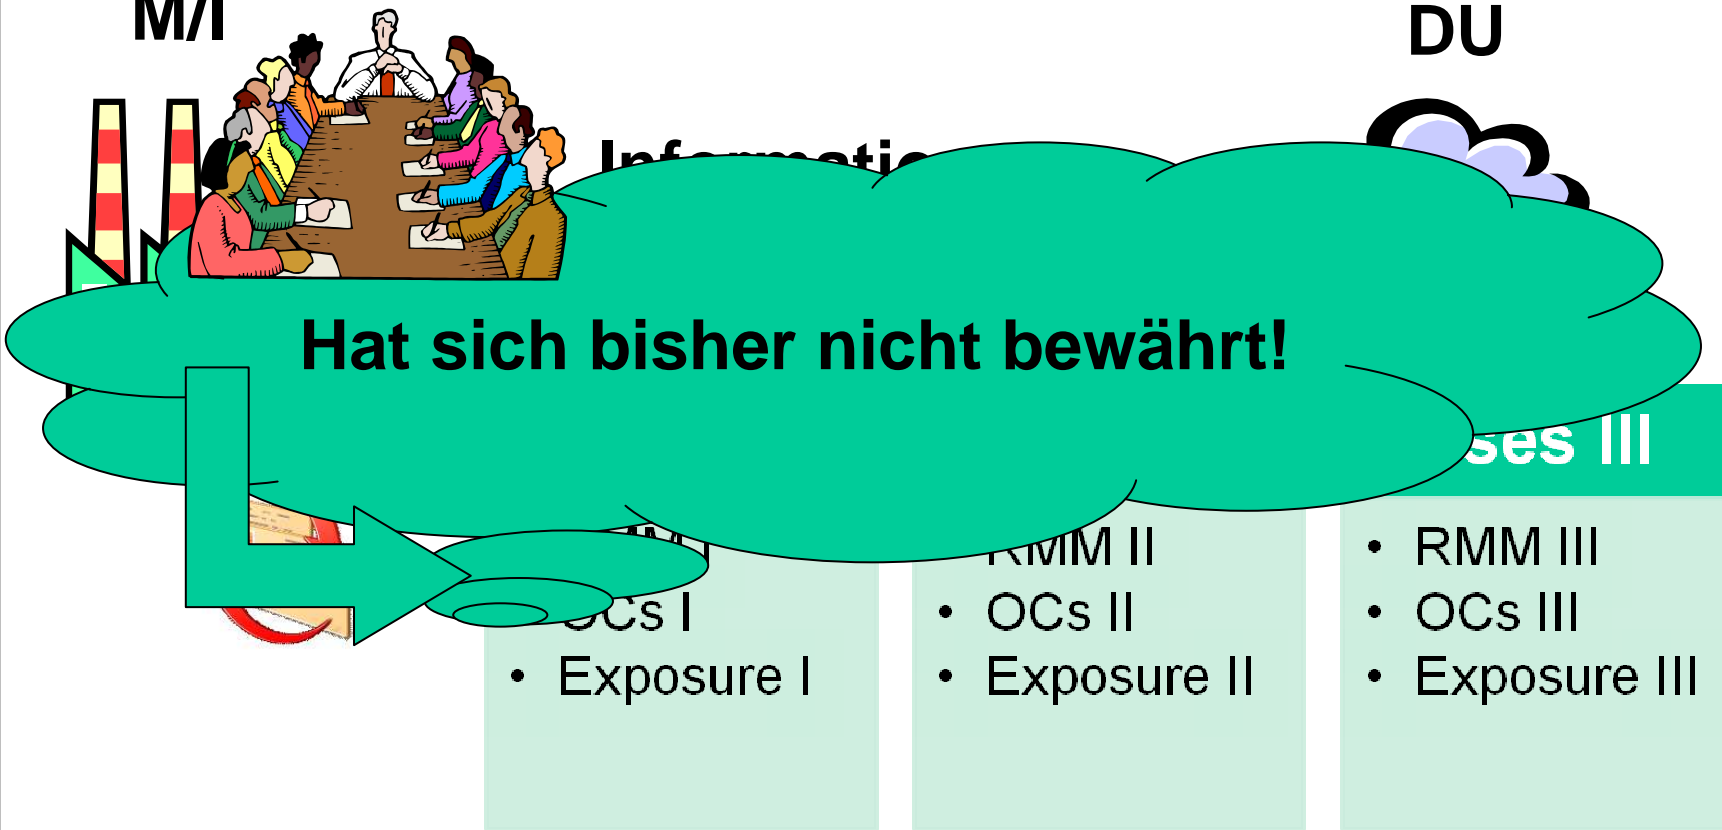 M/I
DU
Hat sich bisher nicht bewährt!
III
RMM II
• RMM III
OCs I
• OCs II
• OCs III
• Exposure I
• Exposure II
• Exposure III